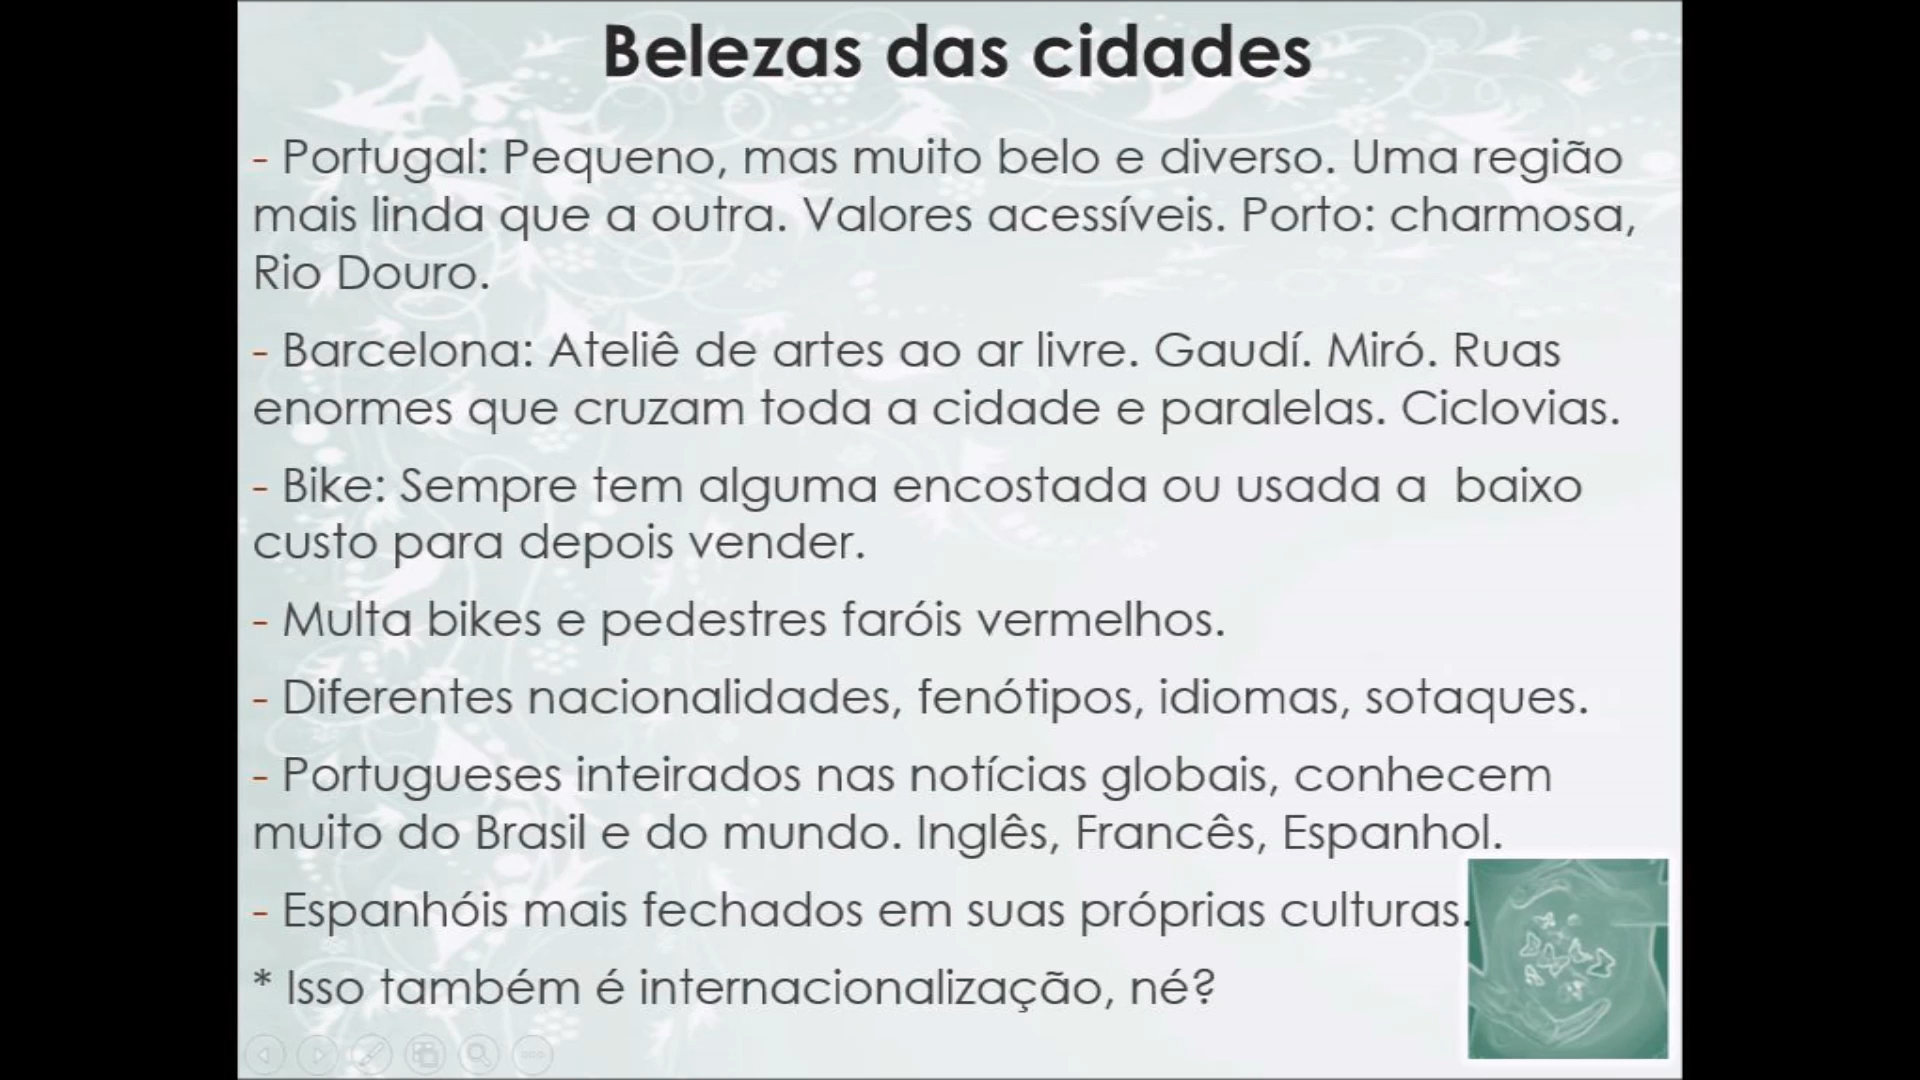 Belezas das cidades
- Portugal: Pequeno, mas muito belo e diverso. Uma região
mais linda que a outra. Valores acessíveis. Porto: charmosa,
Rio Douro.
- Barcelona: Ateliê de artes ao ar livre. Gaudí. Miró. Ruas
enormes que cruzam toda a cidade e paralelas. Ciclovias.
- Bike: Sempre tem alguma encostada ou usada a  baixo
custo para depois vender.
- Multa bikes e pedestres faróis vermelhos.
- Diferentes nacionalidades, fenótipos, idiomas, sotaques.
- Portugueses inteirados nas notícias globais, conhecem
muito do Brasil e do mundo. Inglês, Francês, Espanhol.
- Espanhóis mais fechados em suas próprias culturas.
* Isso também é internacionalização, né?